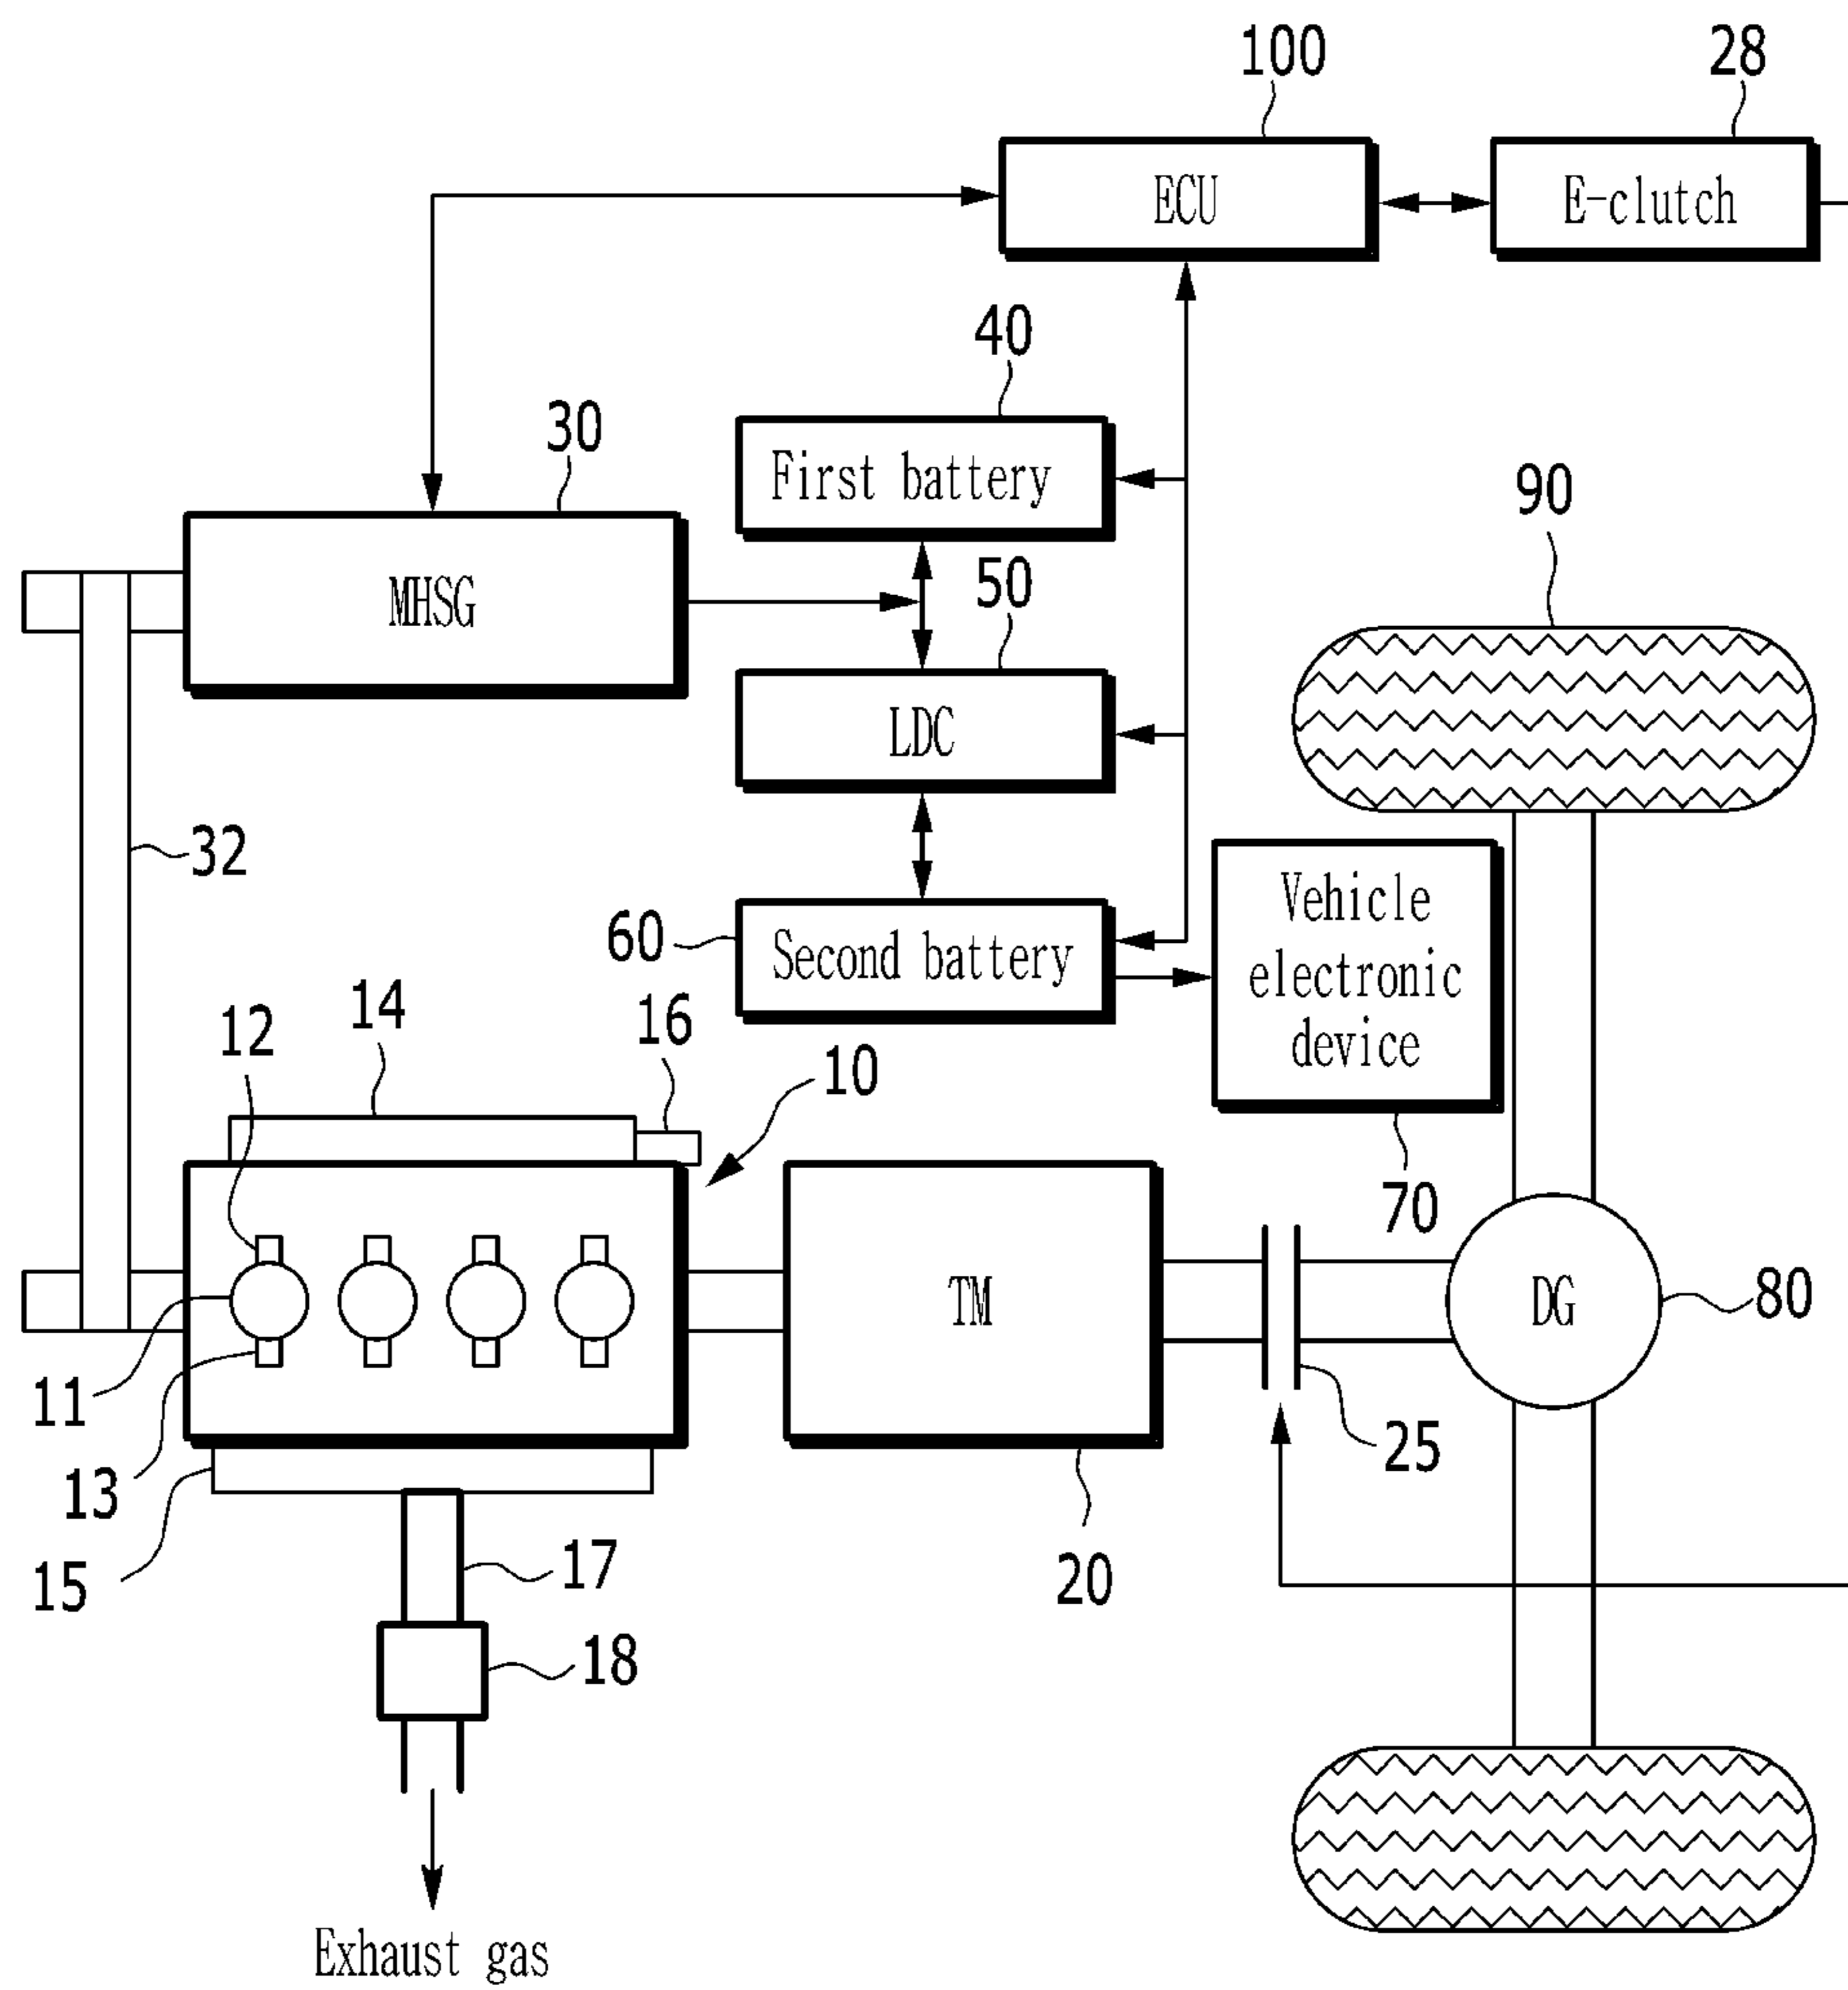 100
28
ECU
E-clutch
40
30
First battery
90
50
MHSG
LDC
32
Vehicle
electronic
device
60
Second battery
14
16
12
10
70
TM
DG
80
11
25
13
15
17
20
18
Exhaust gas